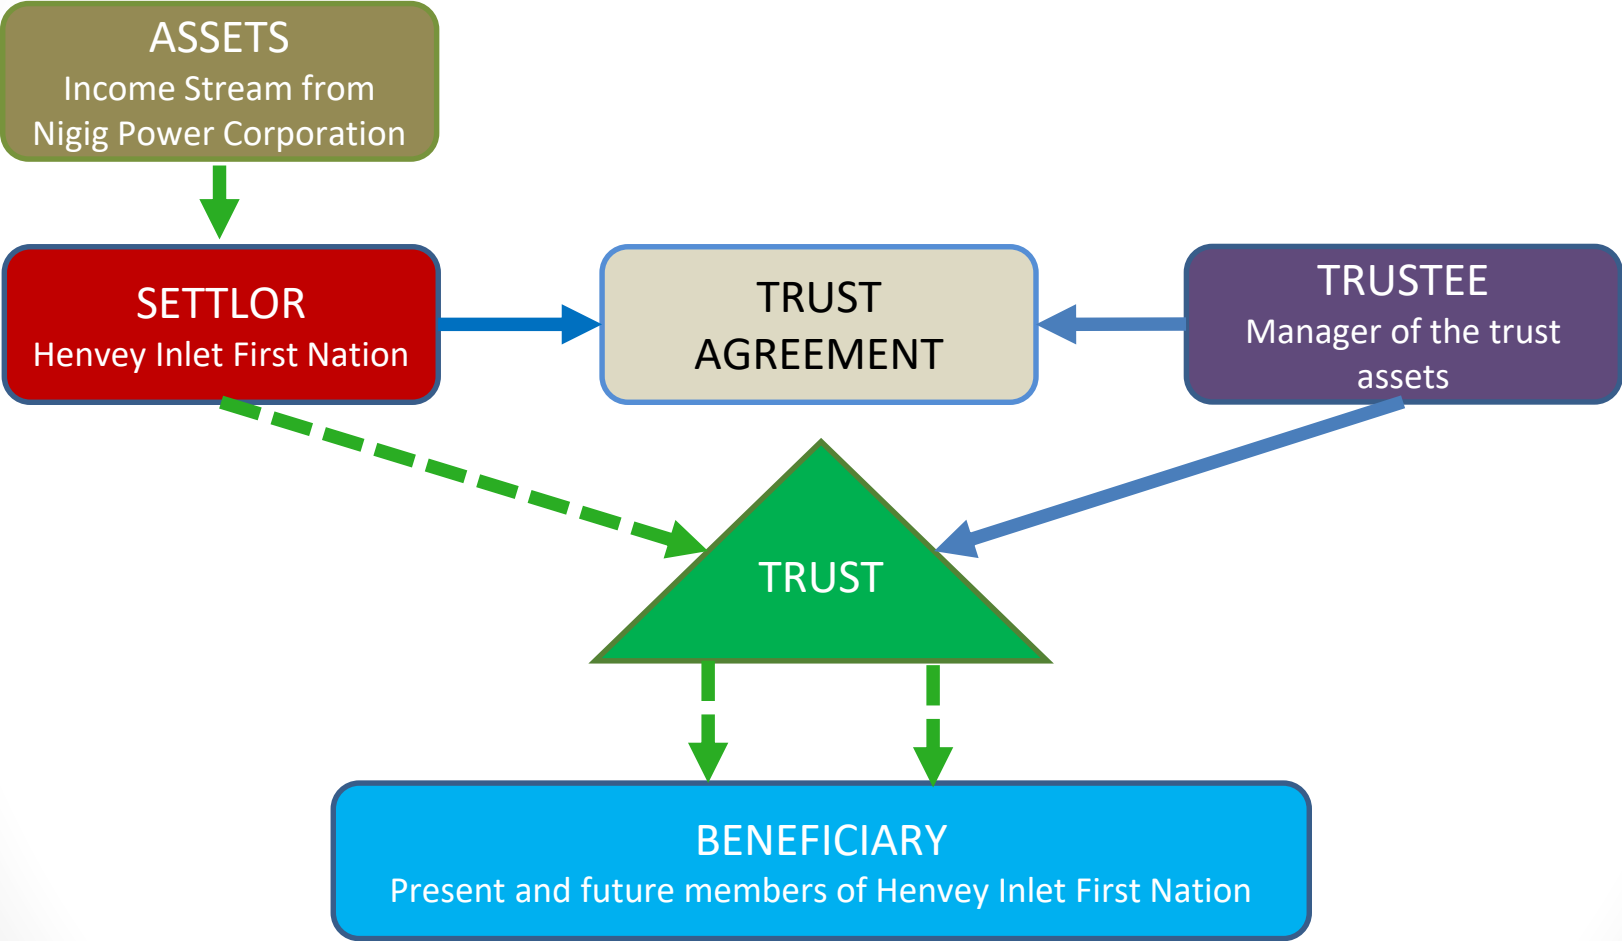 ASSETS
Income Stream from
Nigig Power Corporation
SETTLOR
Henvey Inlet First Nation
TRUST
AGREEMENT
TRUSTEE
Manager of the trust
assets
TRUST
BENEFICIARY
Present and future members of Henvey Inlet First Nation